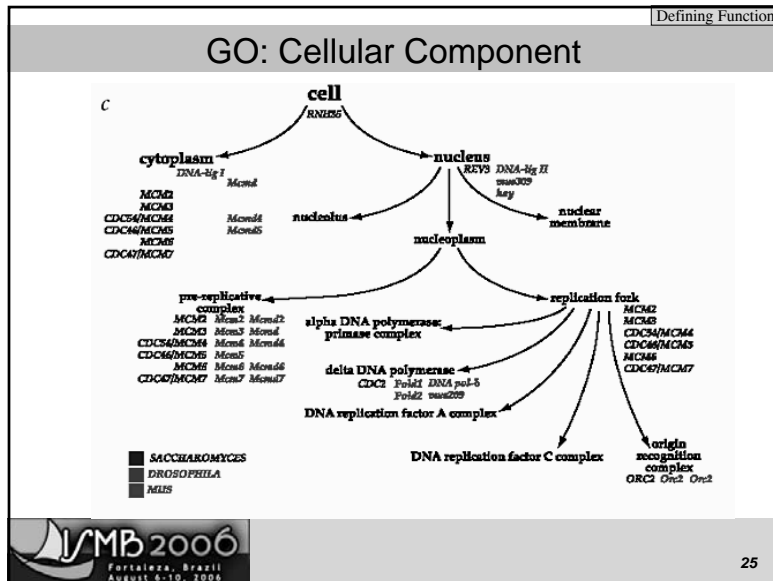 Defining Function
GO: Cellular Component
c
cell
RNH35
cytoplasm
DNA-lig I
Mcmd
MCM2
MCM3
CDC54/MCM4 Mcmd4
CDC46/MCM5 Mcmd5
MCM6
CDC47/MCM7
nucleus
REV3 DNA-lig II
mus309
hay
nucleolus
nuclear
membrane
nucleoplasm
pre-replicative
complex
MCM2 Mcm2 Mcmd2
MCM3 Mcm3 Mcmd
CDC54/MCM4 Mcm4 Mcmd4
CDC46/MCM5 Mcm5
MCM6 Mcm6 Mcmd6
CDC47/MCM7 Mcm7 Mcmd7
replication fork
MCM2
MCM3
CDC54/MCM4
CDC46/MCM5
MCM6
CDC47/MCM7
alpha DNA polymerase:
primase complex
delta DNA polymerase
CDC2 Pold1 DNA pol-δ
Pold2 mus209
DNA replication factor A complex
DNA replication factor C complex
origin
recognition
complex
ORC2 Orc2 Orc2
SACCHAROMYCES
DROSOPHILA
MUS
ISMB 2006
Fortaleza, Brazil
August 6-10, 2006
25